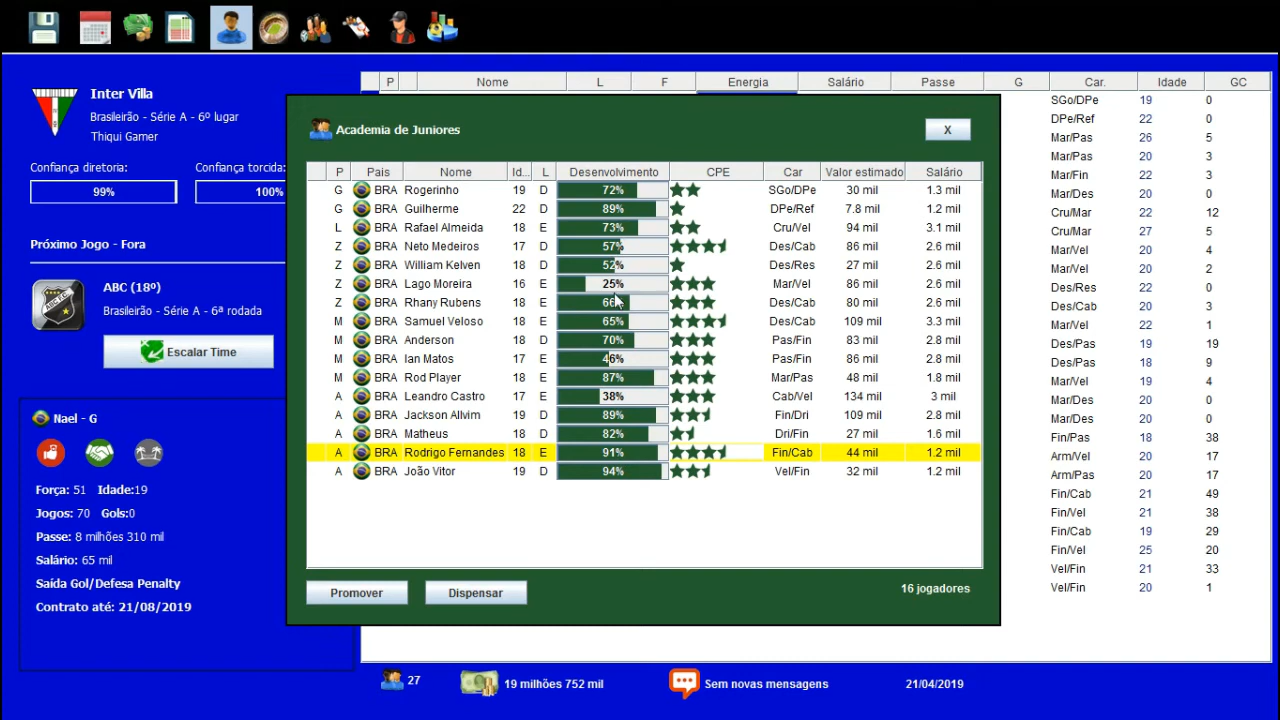 P Nome L F Energia Salário Passe G Car. Idade GC
Inter Villa
Brasileirão - Série A - 6º lugar
Thiqui Gamer
Confiança diretoria: Confiança torcida:
99% 100%
Próximo Jogo - Fora
ABC (18º)
Brasileirão - Série A - 6ª rodada
Escalar Time
Nael - G
Força: 51 Idade:19
Jogos: 70 Gols:0
Passe: 8 milhões 310 mil
Salário: 65 mil
Saída Gol/Defesa Penalty
Contrato até: 21/08/2019
Academia de Juniores X
P Pais Nome Id... L Desenvolvimento CPE Car Valor estimado Salário
G BRA Rogerinho 19 D 72% SGo/DPe 30 mil 1.3 mil
G BRA Guilherme 22 D 89% DPe/Ref 7.8 mil 1.2 mil
L BRA Rafael Almeida 18 E 73% Cru/Vel 94 mil 3.1 mil
Z BRA Neto Medeiros 17 D 57% Des/Cab 86 mil 2.6 mil
Z BRA William Kelven 18 D 52% Des/Res 27 mil 2.6 mil
Z BRA Lago Moreira 16 E 25% Mar/Vel 86 mil 2.6 mil
Z BRA Rhany Rubens 18 E 66% Des/Cab 80 mil 2.6 mil
M BRA Samuel Veloso 18 E 65% Des/Cab 109 mil 3.3 mil
M BRA Anderson 18 D 70% Pas/Fin 83 mil 2.8 mil
M BRA Ian Matos 17 E 46% Pas/Fin 86 mil 2.8 mil
M BRA Rod Player 18 E 87% Mar/Pas 48 mil 1.8 mil
A BRA Leandro Castro 17 E 38% Cab/Vel 134 mil 3 mil
A BRA Jackson Allvim 19 D 89% Fin/Dri 109 mil 2.8 mil
A BRA Matheus 18 D 82% Dri/Fin 27 mil 1.6 mil
A BRA Rodrigo Fernandes 18 E 91% Fin/Cab 44 mil 1.2 mil
A BRA João Vitor 19 D 94% Vel/Fin 32 mil 1.2 mil
Promover Dispensar 16 jogadores
SGo/DPe 19 0
DPe/Ref 22 0
Mar/Pas 26 5
Mar/Pas 20 3
Mar/Fin 22 3
Mar/Des 20 0
Cru/Mar 22 12
Cru/Mar 27 5
Mar/Vel 20 4
Mar/Vel 20 2
Des/Res 22 0
Des/Cab 20 3
Mar/Vel 22 1
Des/Pas 19 19
Des/Pas 18 9
Mar/Vel 19 4
Mar/Des 20 0
Mar/Des 20 0
Fin/Pas 18 38
Arm/Vel 20 17
Arm/Pas 20 17
Fin/Cab 21 49
Fin/Vel 21 38
Fin/Cab 19 29
Fin/Vel 25 20
Vel/Fin 21 33
Vel/Fin 20 1
27 19 milhões 752 mil Sem novas mensagens 21/04/2019